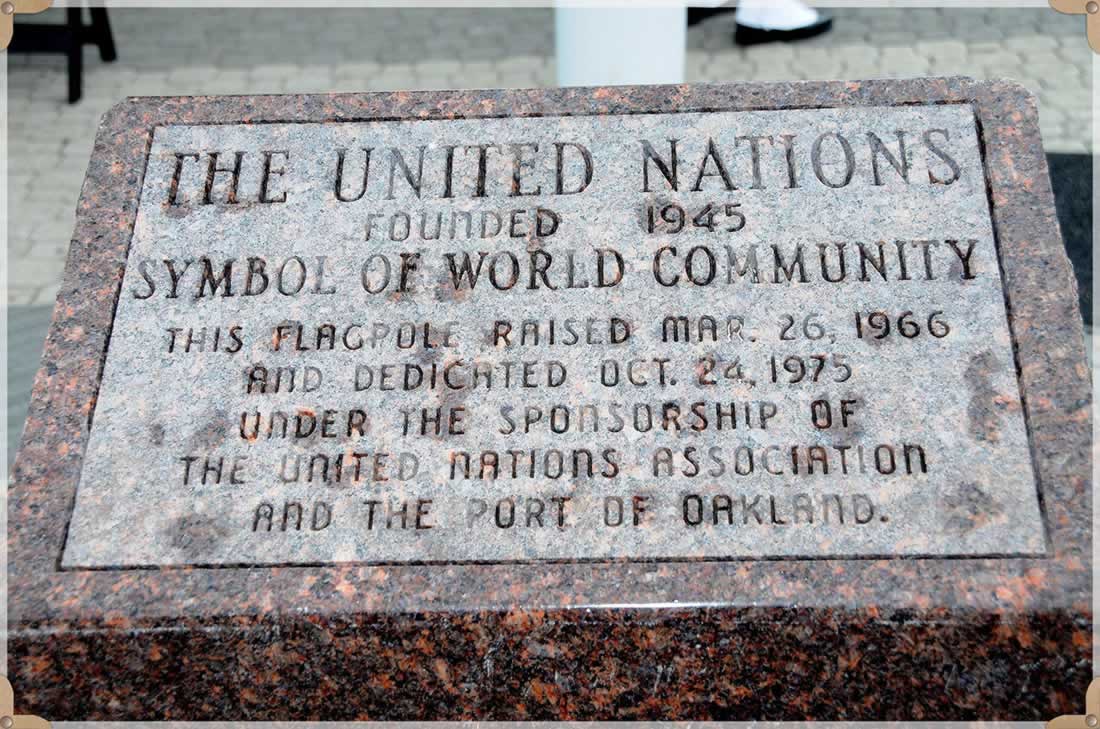 THE UNITED NATIONS
FOUNDED 1945
SYMBOL OF WORLD COMMUNITY
THIS FLAGPOLE RAISED MAR. 26, 1966
AND DEDICATED OCT. 24, 1975
UNDER THE SPONSORSHIP OF
THE UNITED NATIONS ASSOCIATION
AND THE PORT OF OAKLAND.